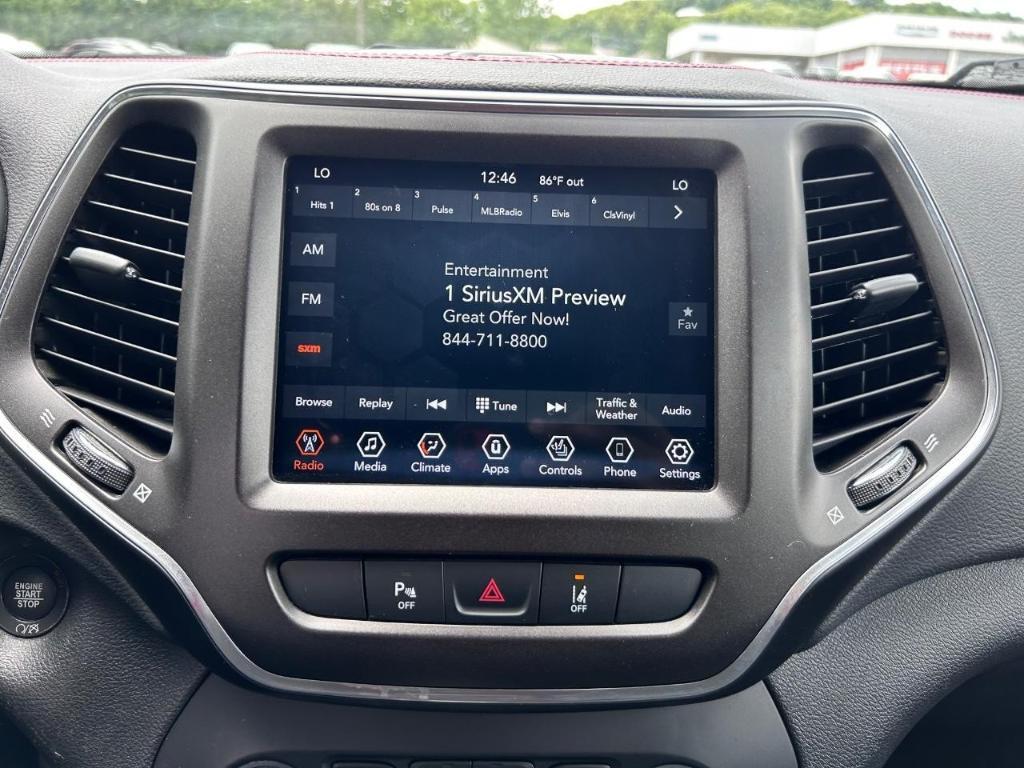 LO 12:46 86°F out LO
1 Hits 1
2 80s on 8
3 Pulse
4 MLBRadio
5 Elvis
6 ClsVinyl
AM
FM
sxm
Entertainment
1 SiriusXM Preview
Great Offer Now!
844-711-8800
Fav
Browse Replay Tune Traffic & Weather Audio
Radio Media Climate Apps Controls Phone Settings
P OFF
OFF
ENGINE
START
STOP